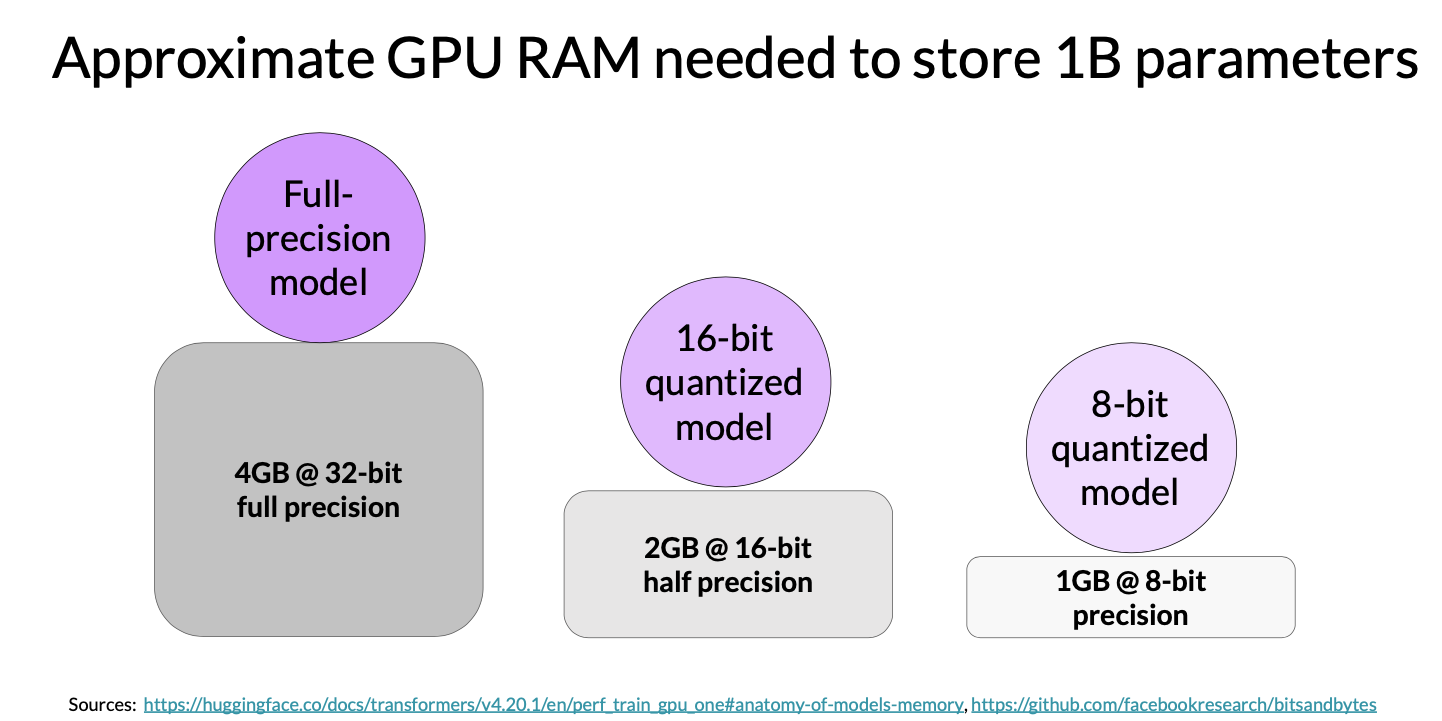 Approximate GPU RAM needed to store 1B parameters
Full-
precision
model
4GB @ 32-bit
full precision
16-bit
quantized
model
2GB @ 16-bit
half precision
8-bit
quantized
model
1GB @ 8-bit
precision
Sources: https://huggingface.co/docs/transformers/v4.20.1/en/perf_train_gpu_one#anatomy-of-models-memory, https://github.com/facebookresearch/bitsandbytes